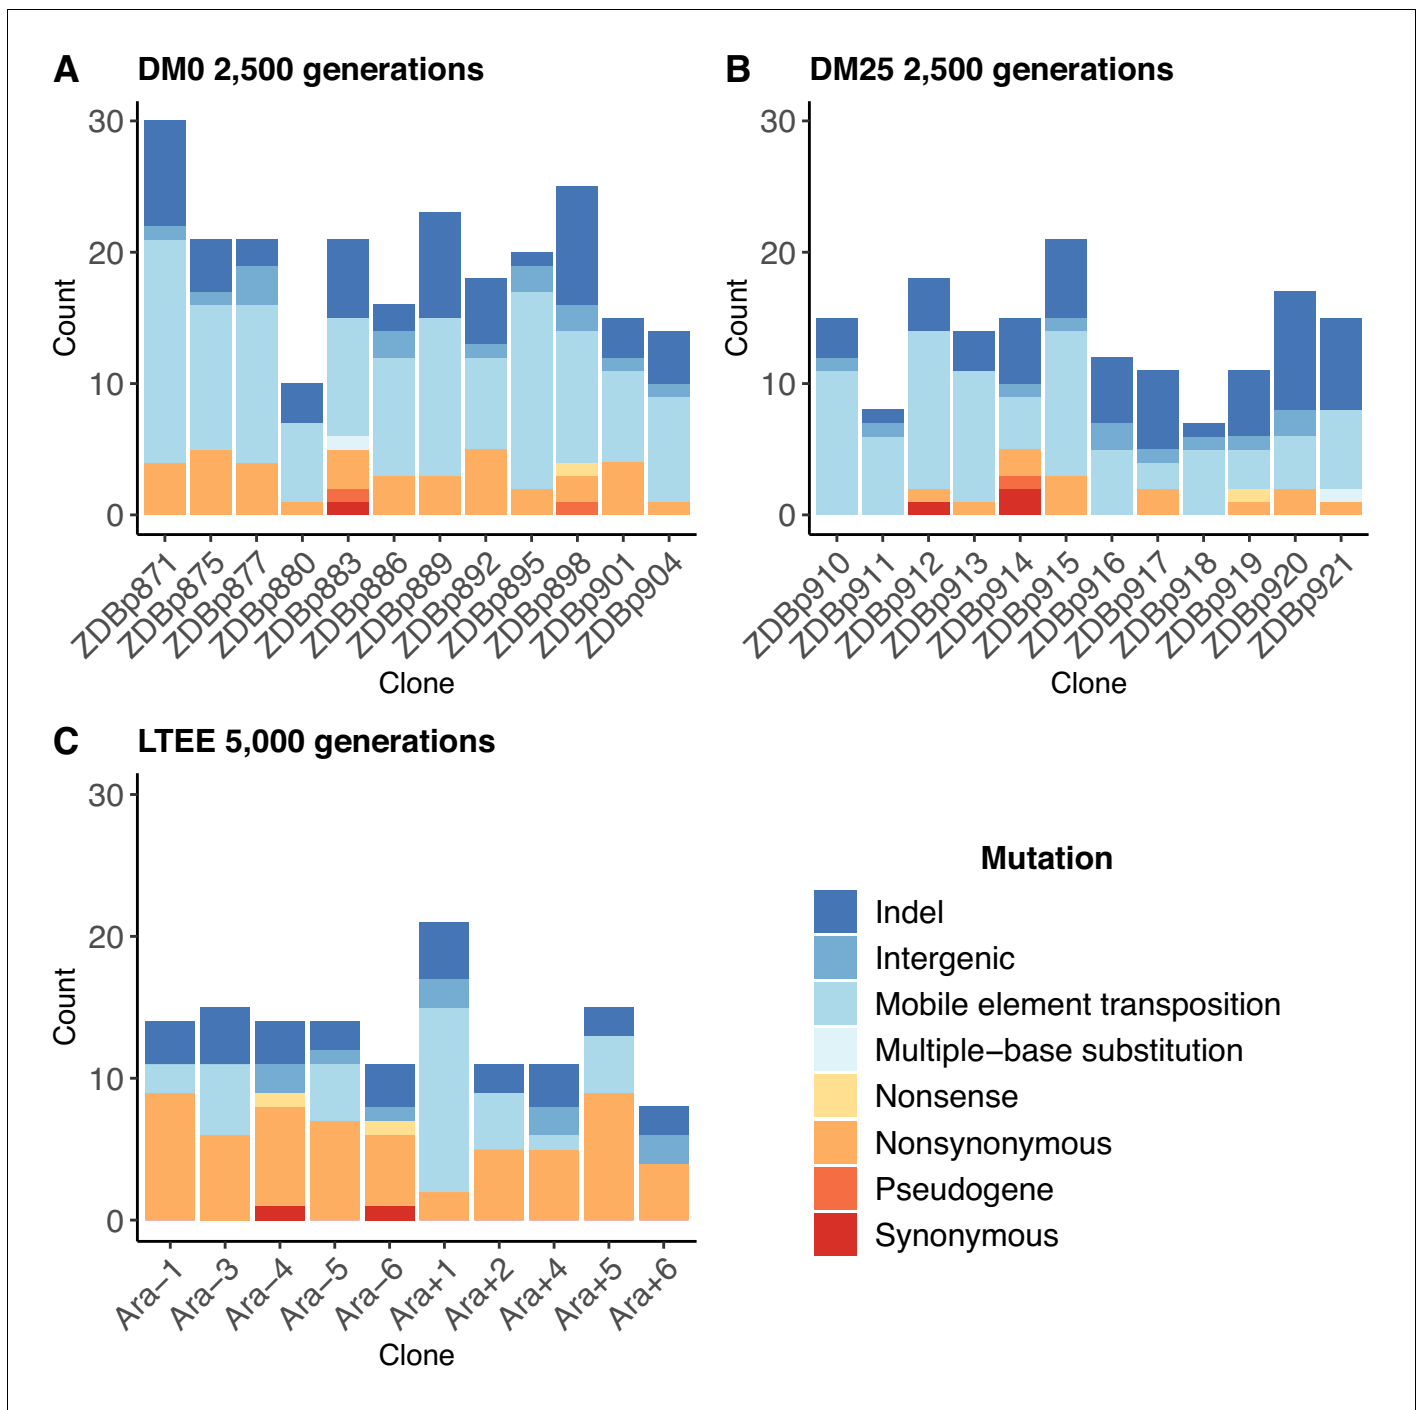 A DM0 2,500 generations
30
20
10
0
Count
ZDBp871
ZDBp875
ZDBp877
ZDBp880
ZDBp883
ZDBp886
ZDBp889
ZDBp892
ZDBp895
ZDBp898
ZDBp901
ZDBp904
Clone
B DM25 2,500 generations
30
20
10
0
Count
ZDBp910
ZDBp911
ZDBp912
ZDBp913
ZDBp914
ZDBp915
ZDBp916
ZDBp917
ZDBp918
ZDBp919
ZDBp920
ZDBp921
Clone
C LTEE 5,000 generations
30
20
10
0
Count
Ara−1
Ara−3
Ara−4
Ara−5
Ara−6
Ara+1
Ara+2
Ara+4
Ara+5
Ara+6
Clone
Mutation
Indel
Intergenic
Mobile element transposition
Multiple−base substitution
Nonsense
Nonsynonymous
Pseudogene
Synonymous